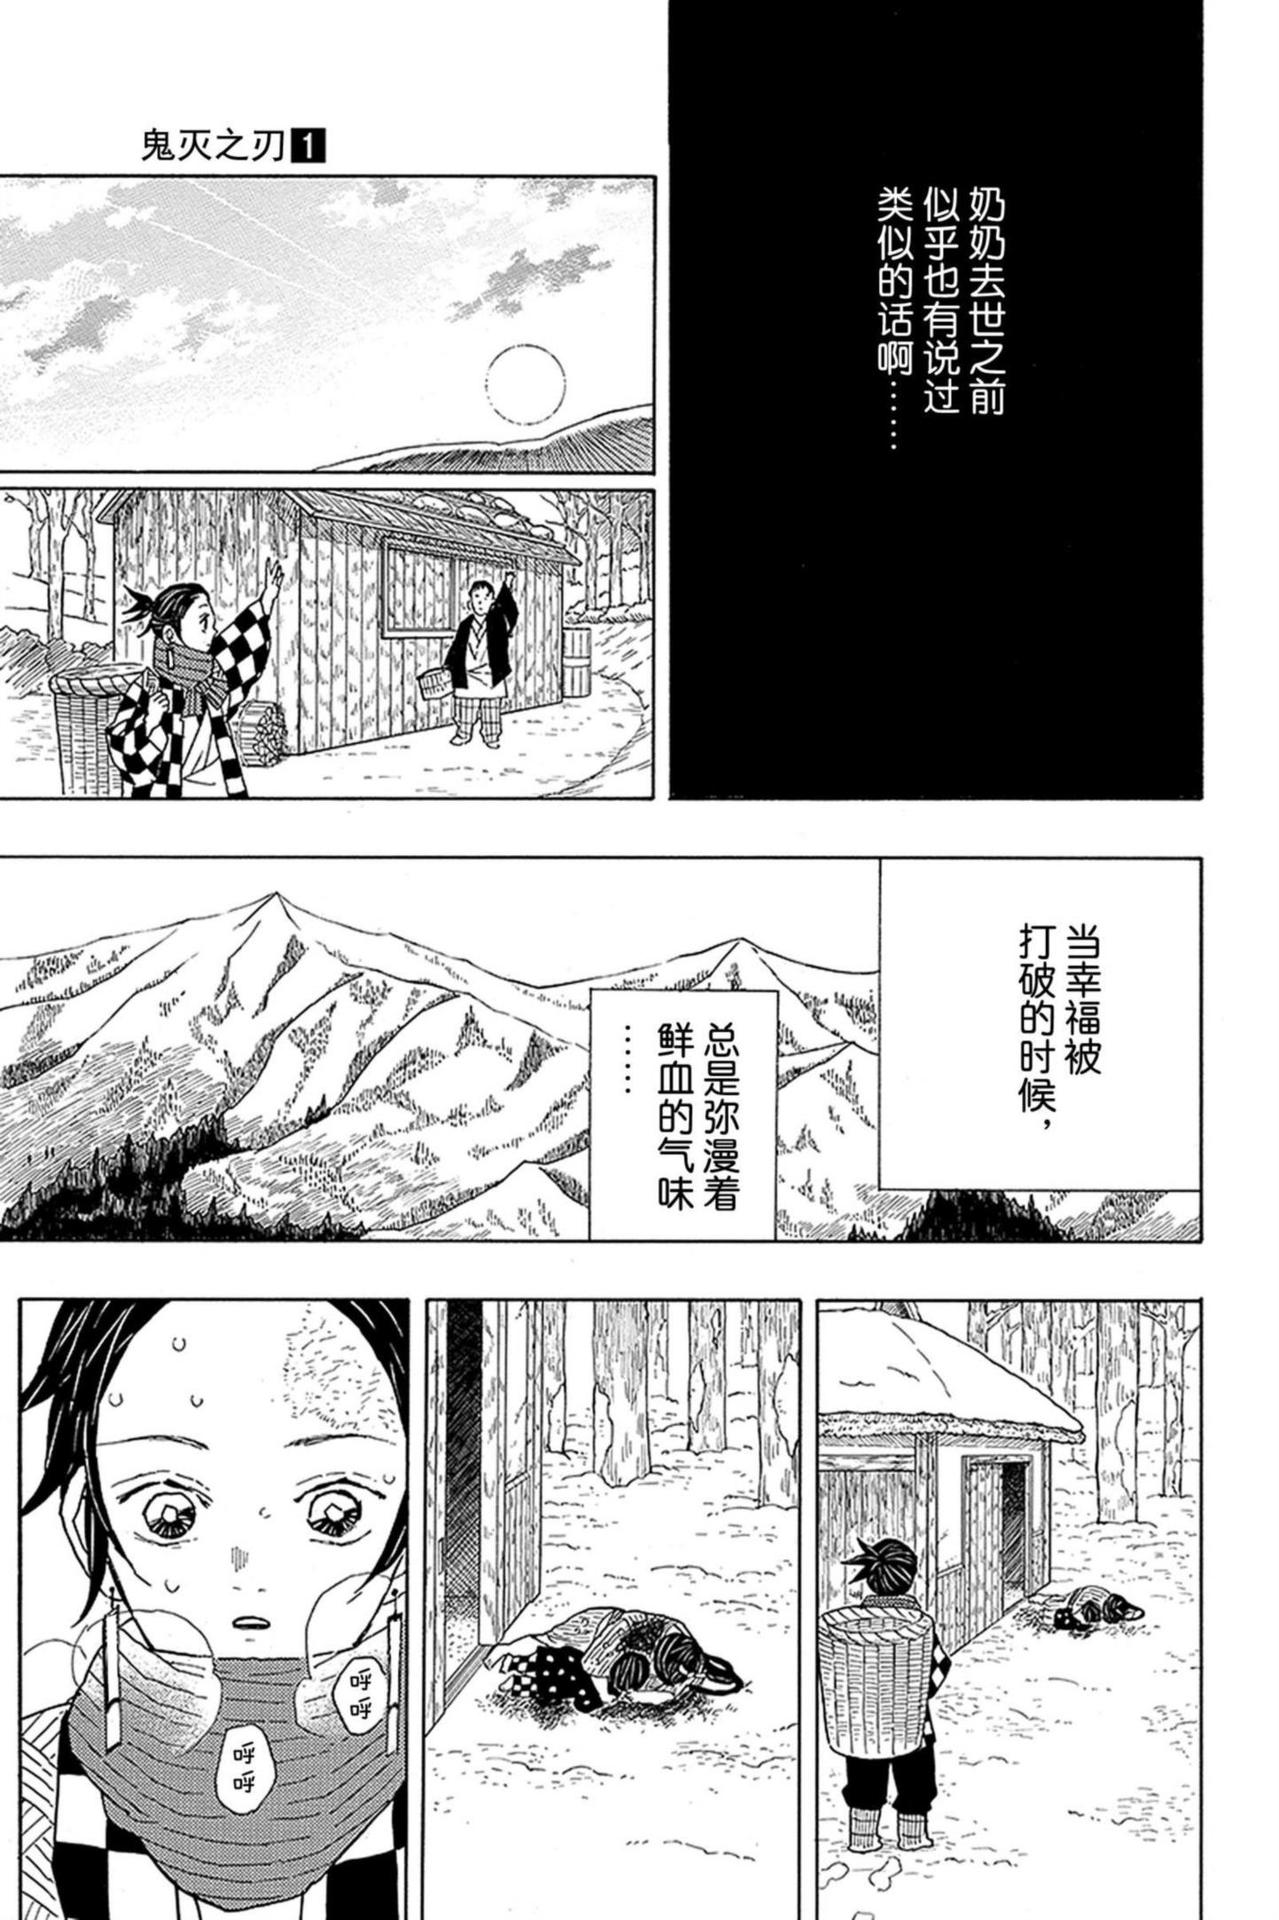 鬼灭之刃1
奶奶去世之前
似乎也有说过
类似的话啊……
当幸福被
打破的时候，
总是弥漫着
鲜血的气味
……
呼
呼
呼
呼